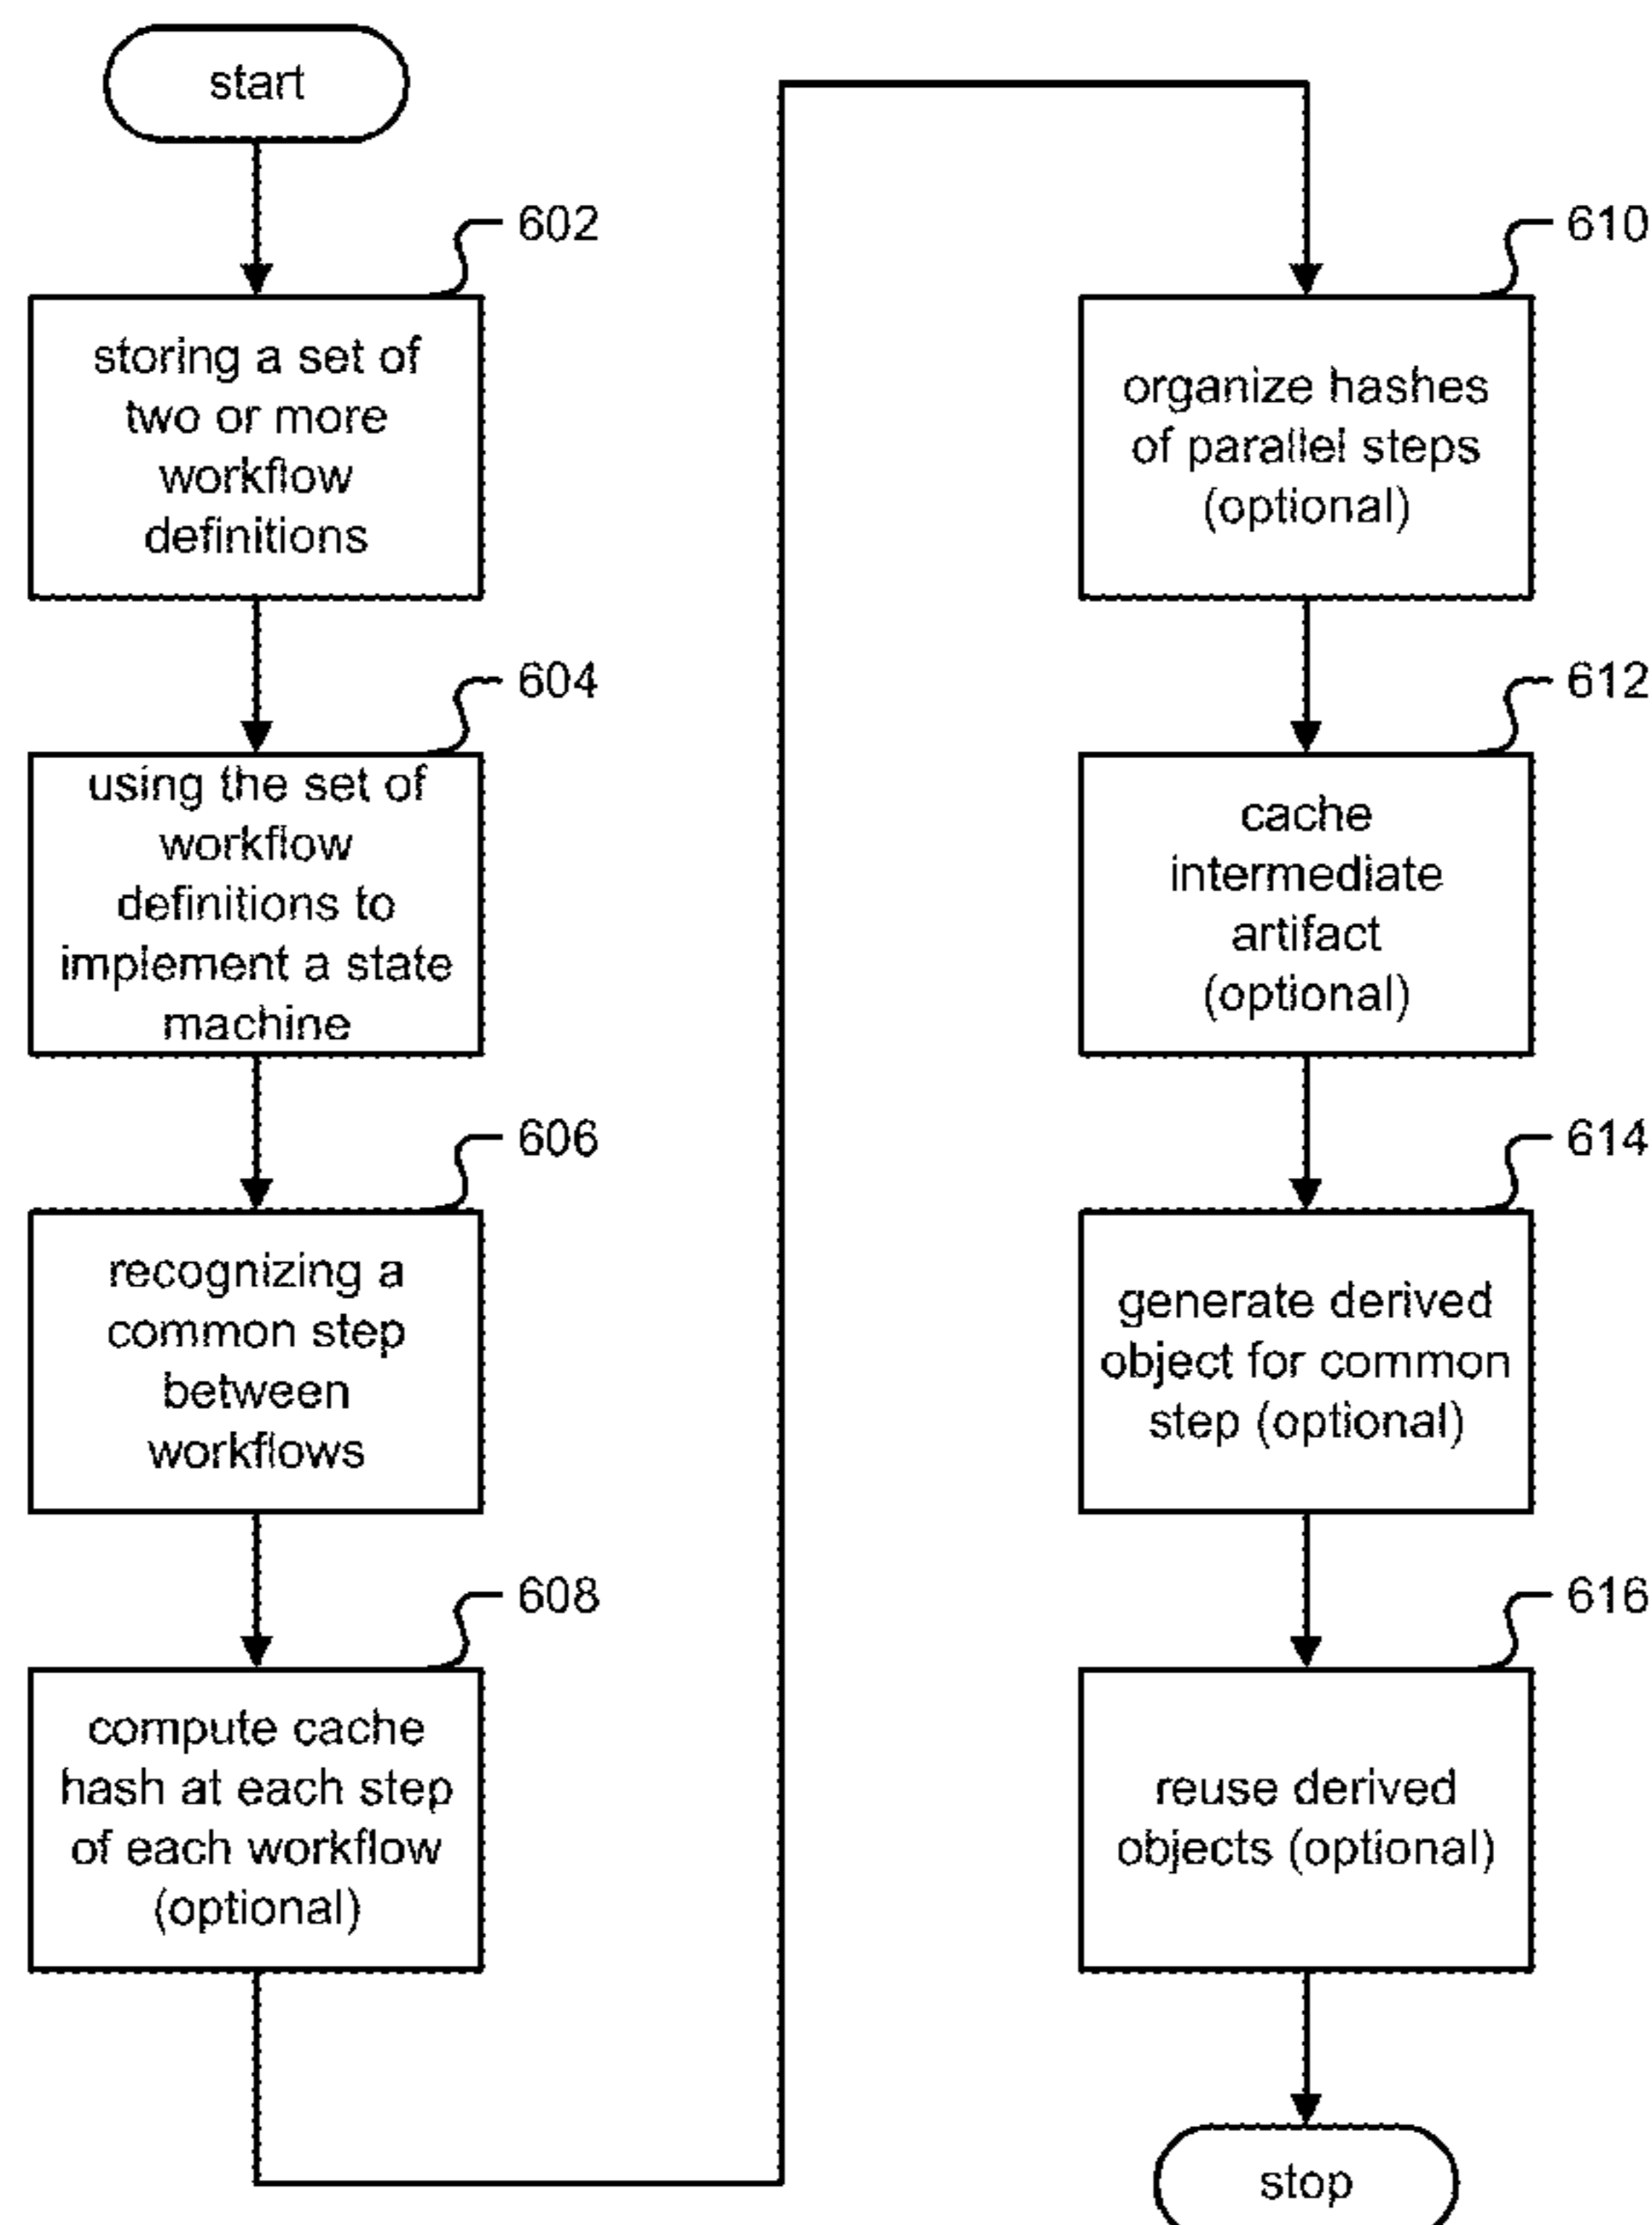 start
602
storing a set of
two or more
workflow
definitions
604
using the set of
workflow
definitions to
implement a state
machine
606
recognizing a
common step
between
workflows
608
compute cache
hash at each step
of each workflow
(optional)
610
organize hashes
of parallel steps
(optional)
612
cache
intermediate
artifact
(optional)
614
generate derived
object for common
step (optional)
616
reuse derived
objects (optional)
stop